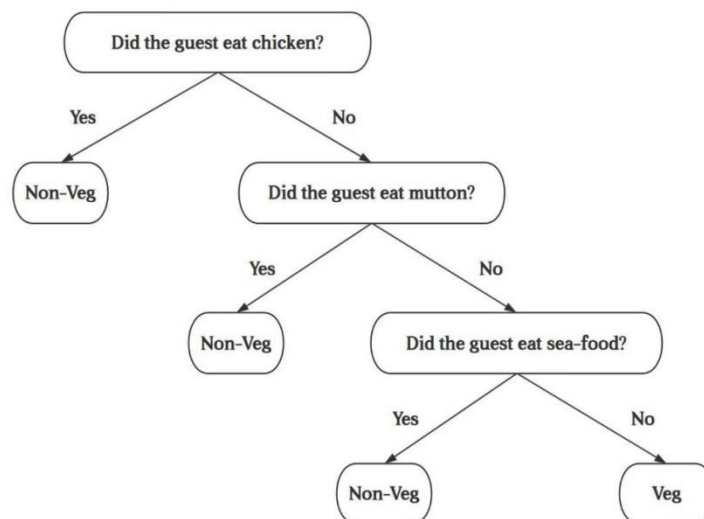 Did the guest eat chicken?
Yes
No
Non-Veg
Did the guest eat mutton?
Yes
No
Non-Veg
Did the guest eat sea-food?
Yes
No
Non-Veg
Veg